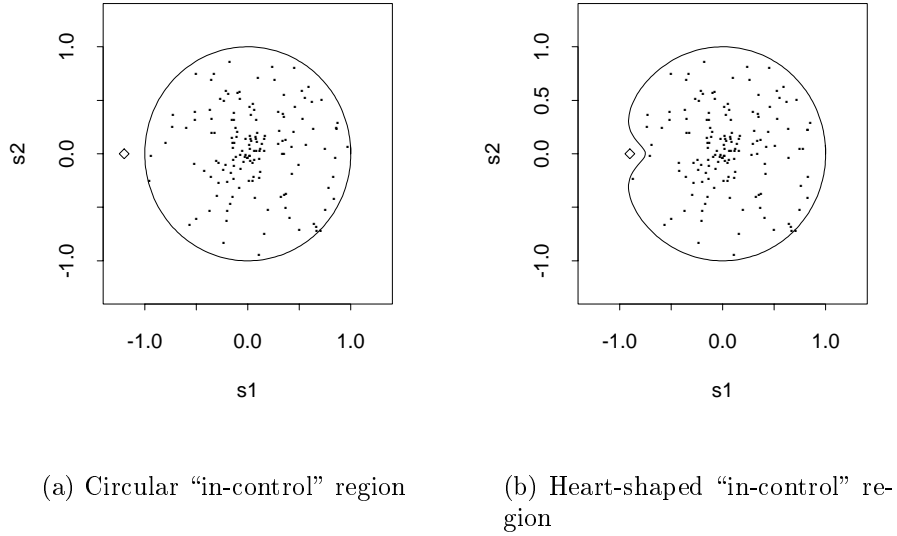 s2
1.0
0.0
-1.0
-1.0 0.0 1.0
s1
(a) Circular “in-control” region
s2
1.0
0.5
0.0
-1.0
-1.0 0.0 1.0
s1
(b) Heart-shaped “in-control” re-
gion